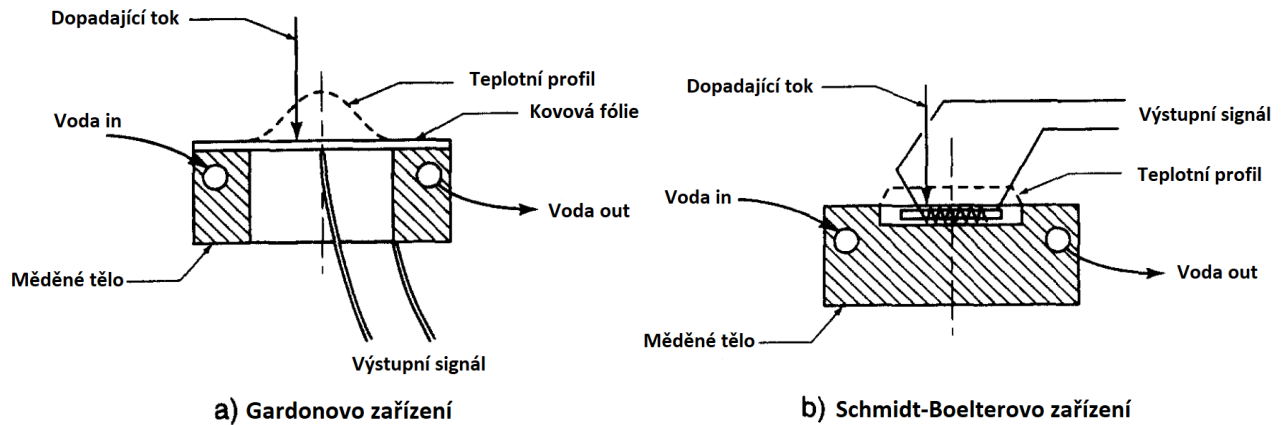 Dopadající tok
Teplotní profil
Kovová fólie
Voda in
Voda out
Měděné tělo
Výstupní signál
a) Gardonovo zařízení
Dopadající tok
Výstupní signál
Teplotní profil
Voda in
Voda out
Měděné tělo
b) Schmidt-Boelterovo zařízení